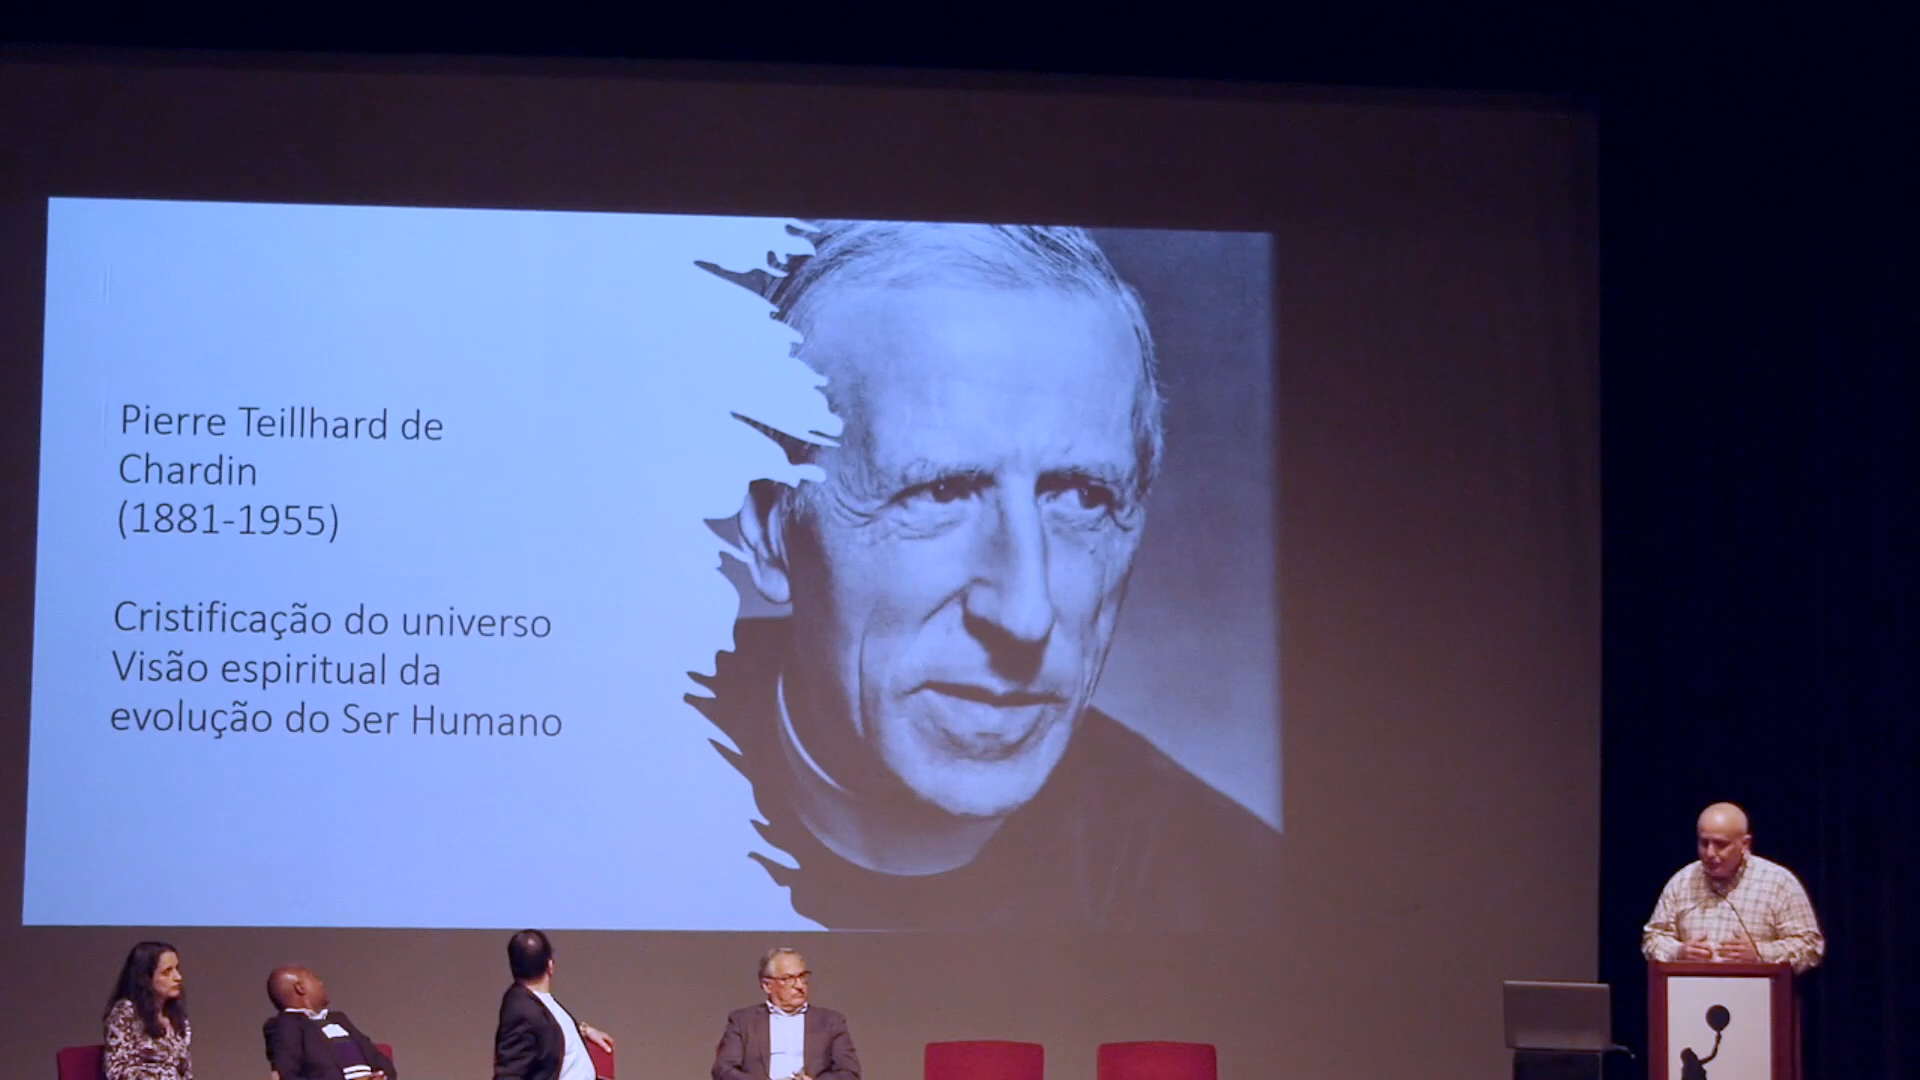 Pierre Teillhard de
Chardin
(1881-1955)
Cristificação do universo
Visão espiritual da
evolução do Ser Humano